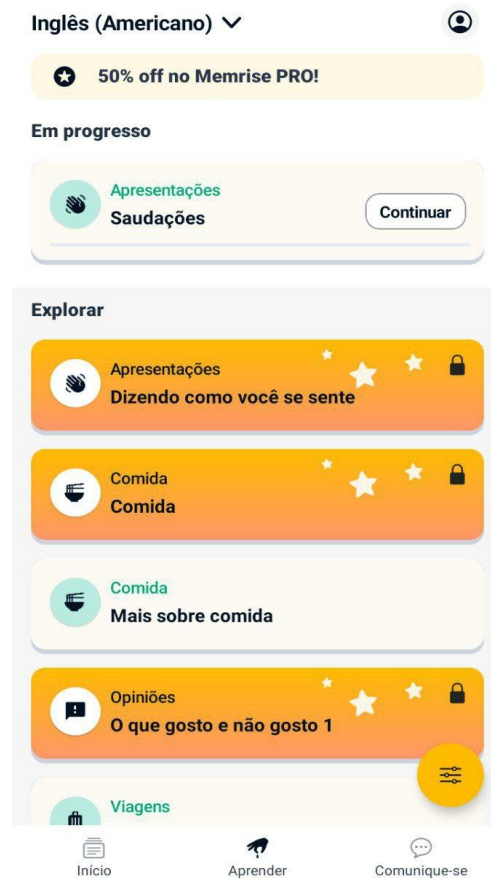 Inglês (Americano)
50% off no Memrise PRO!
Em progresso
Apresentações
Saudações
Continuar
Explorar
Apresentações
Dizendo como você se sente
Comida
Comida
Comida
Mais sobre comida
Opiniões
O que gosto e não gosto 1
Viagens
Início
Aprender
Comunique-se